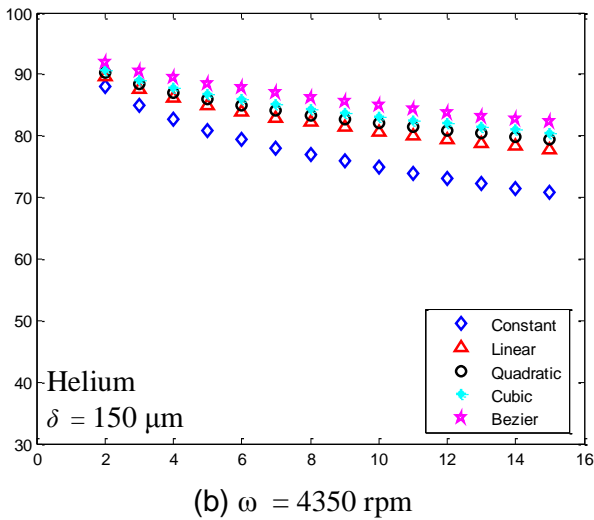 100
90
80
70
60
50
40
30
0 2 4 6 8 10 12 14 16
Constant
Linear
Quadratic
Cubic
Bezier
Helium
δ = 150 μm
(b) ω = 4350 rpm